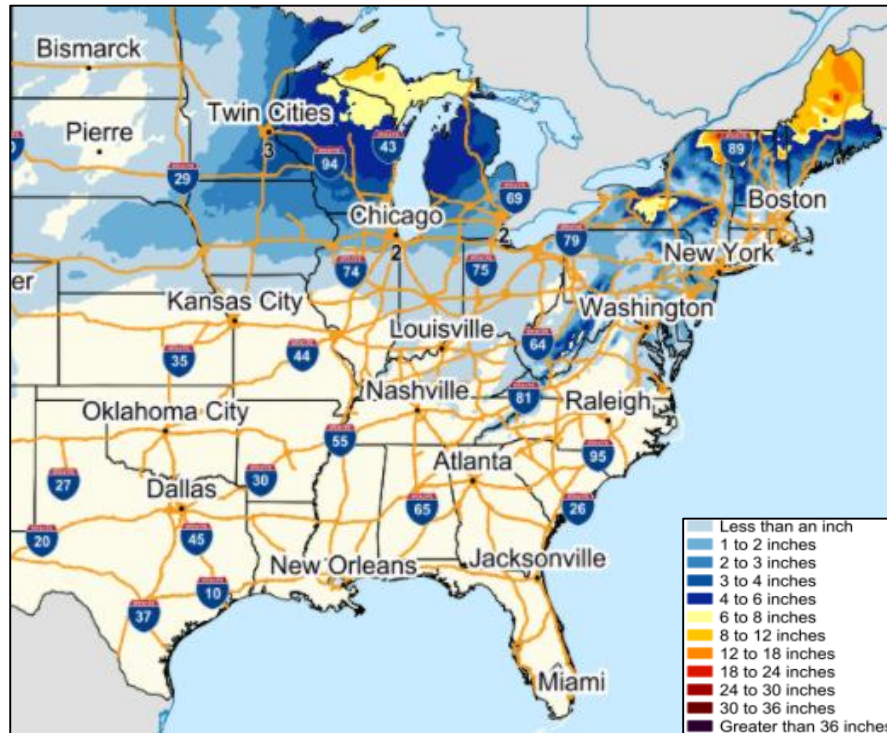 Bismarck
Twin Cities
3
Pierre
43
94
89
29
69
Boston
Chicago
2
2
79
New York
74
75
er
Kansas City
Washington
Louisville
64
35
44
Nashville
81
Raleigh
Oklahoma City
55
Atlanta
95
27
30
Dallas
65
26
20
45
New Orleans
Jacksonville
10
37
Miami
Less than an inch
1 to 2 inches
2 to 3 inches
3 to 4 inches
4 to 6 inches
6 to 8 inches
8 to 12 inches
12 to 18 inches
18 to 24 inches
24 to 30 inches
30 to 36 inches
Greater than 36 inches